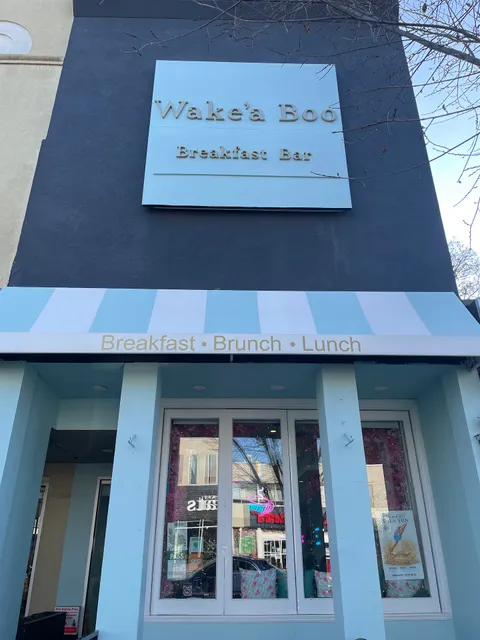 Wake'a Boo
Breakfast Bar
Breakfast • Brunch • Lunch